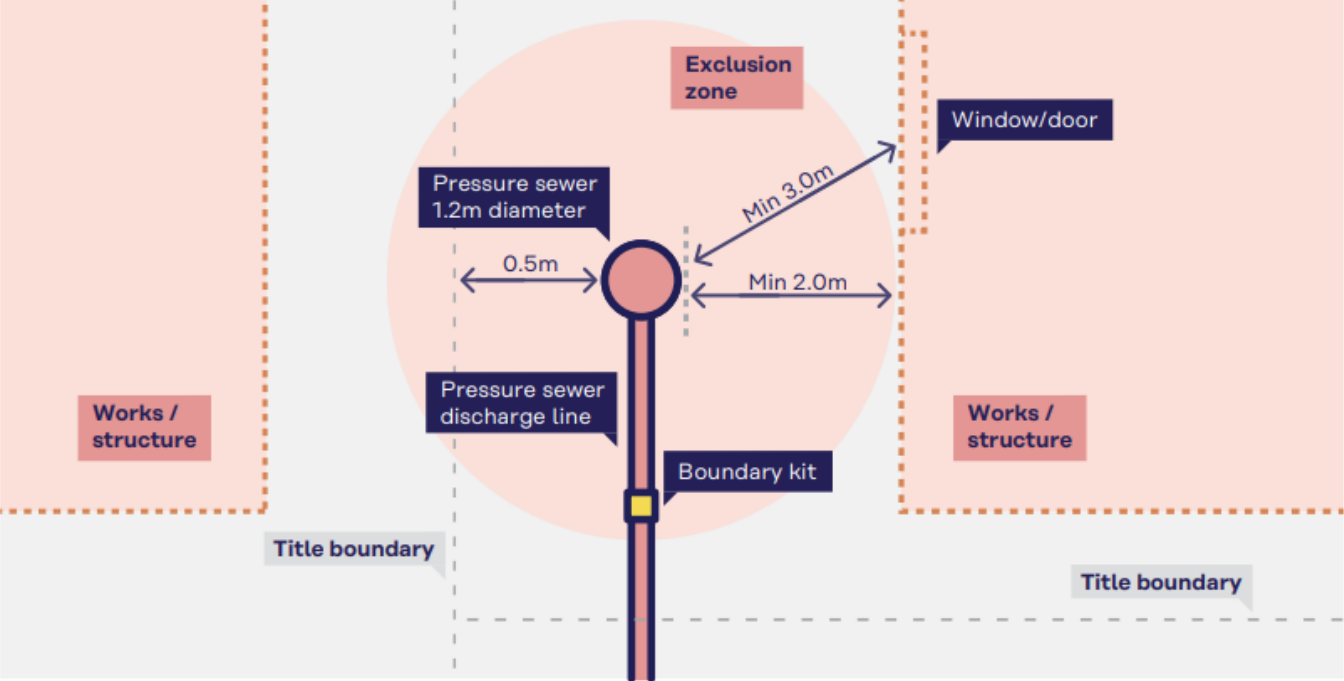 Exclusion
zone
Window/door
Pressure sewer
1.2m diameter
Min 3.0m
0.5m
Min 2.0m
Pressure sewer
discharge line
Works /
structure
Works /
structure
Boundary kit
Title boundary
Title boundary